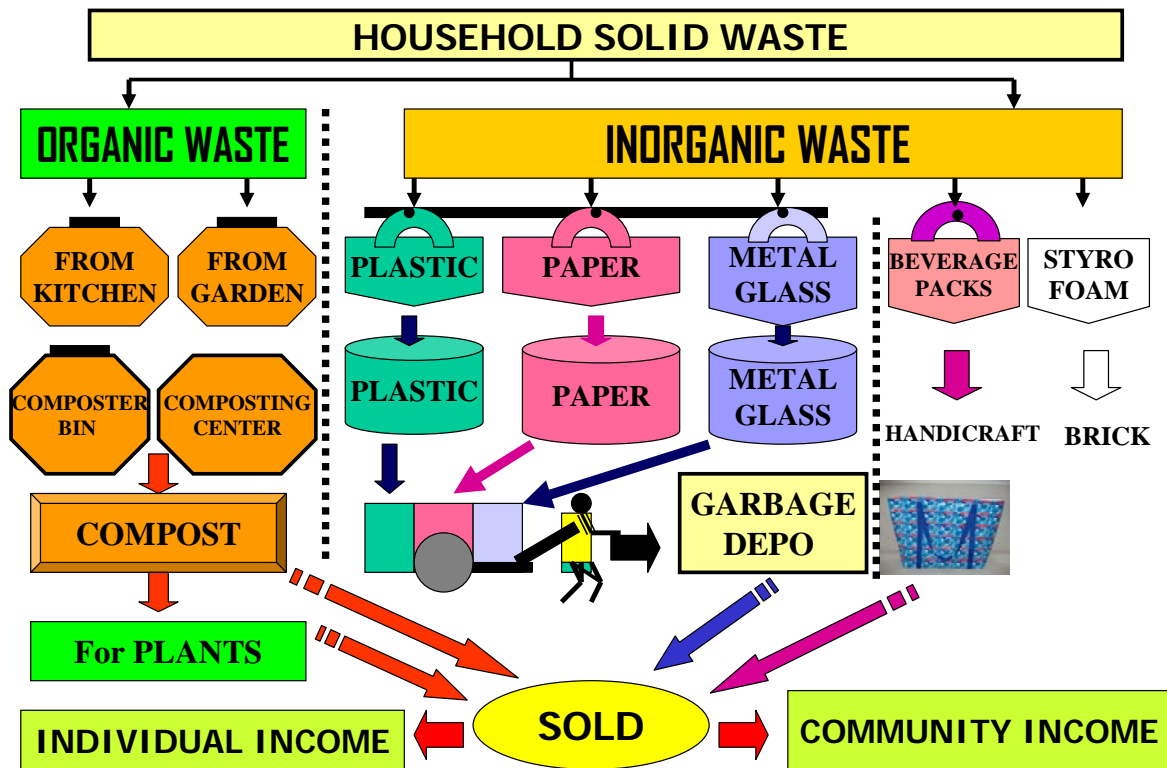 HOUSEHOLD SOLID WASTE
ORGANIC WASTE
INORGANIC WASTE
FROM
KITCHEN
FROM
GARDEN
PLASTIC
PAPER
METAL
GLASS
BEVERAGE
PACKS
STYRO
FOAM
COMPOSTER
BIN
COMPOSTING
CENTER
PLASTIC
PAPER
METAL
GLASS
HANDICRAFT
BRICK
COMPOST
GARBAGE
DEPO
For PLANTS
SOLD
INDIVIDUAL INCOME
COMMUNITY INCOME